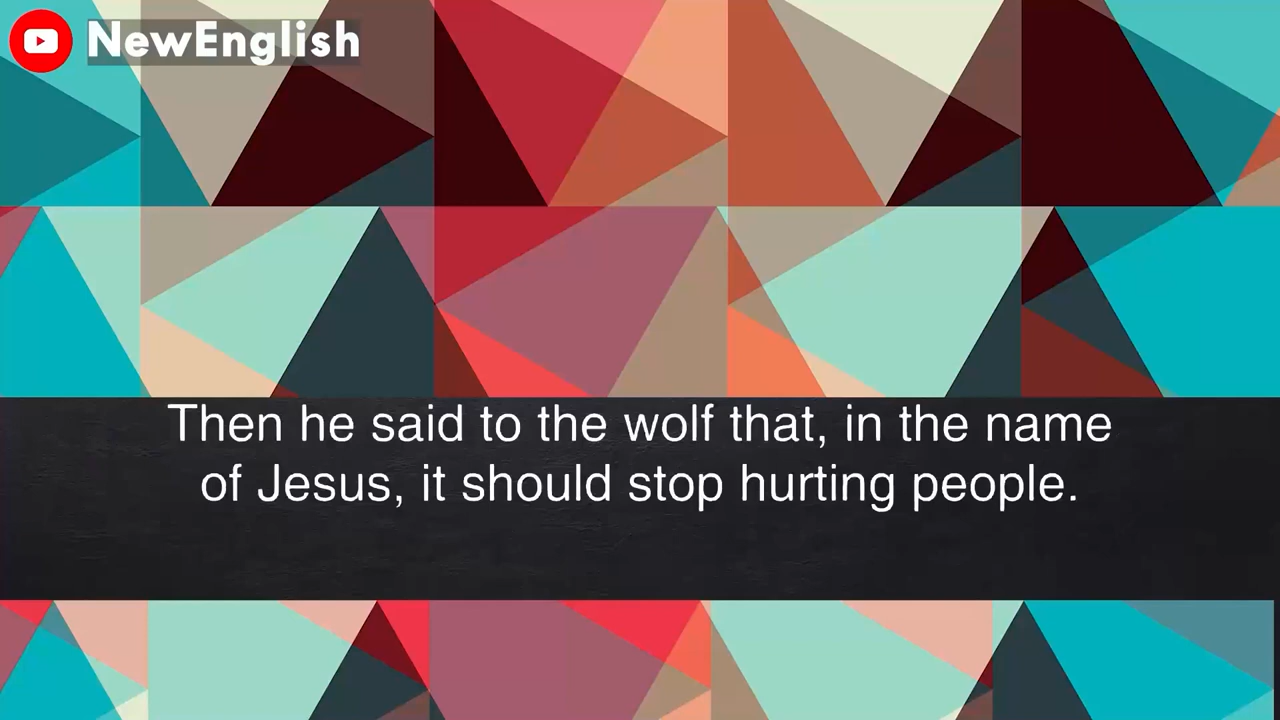 NewEnglish
Then he said to the wolf that, in the name
of Jesus, it should stop hurting people.